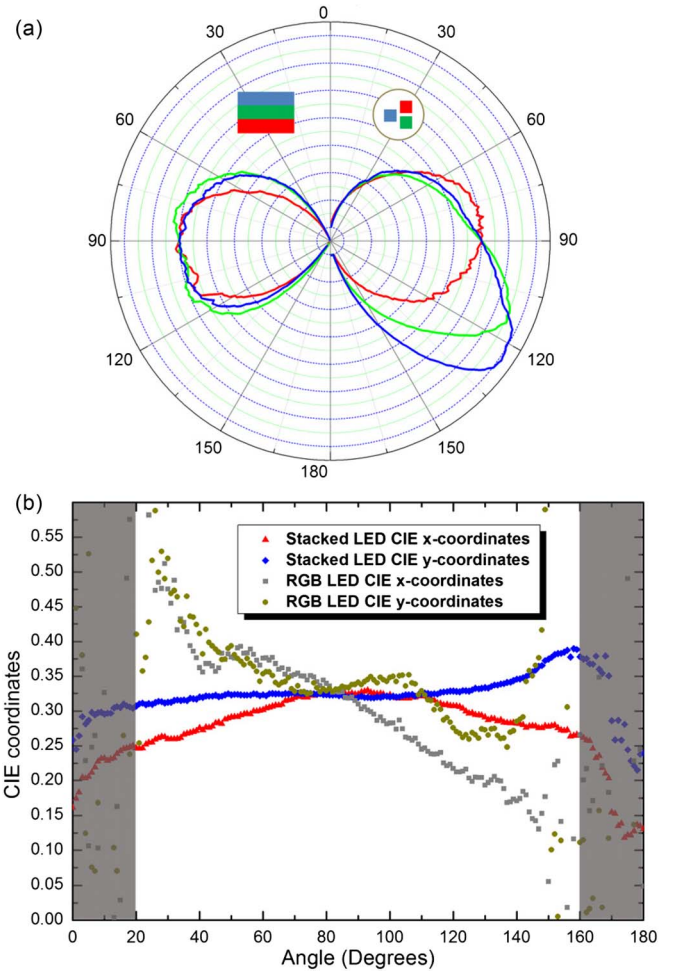 (a)
0
30
30
60
60
90
90
120
120
150
150
180
(b)
Stacked LED CIE x-coordinates
Stacked LED CIE y-coordinates
RGB LED CIE x-coordinates
RGB LED CIE y-coordinates
CIE coordinates
0.55
0.50
0.45
0.40
0.35
0.30
0.25
0.20
0.15
0.10
0.05
0.00
0 20 40 60 80 100 120 140 160 180
Angle (Degrees)